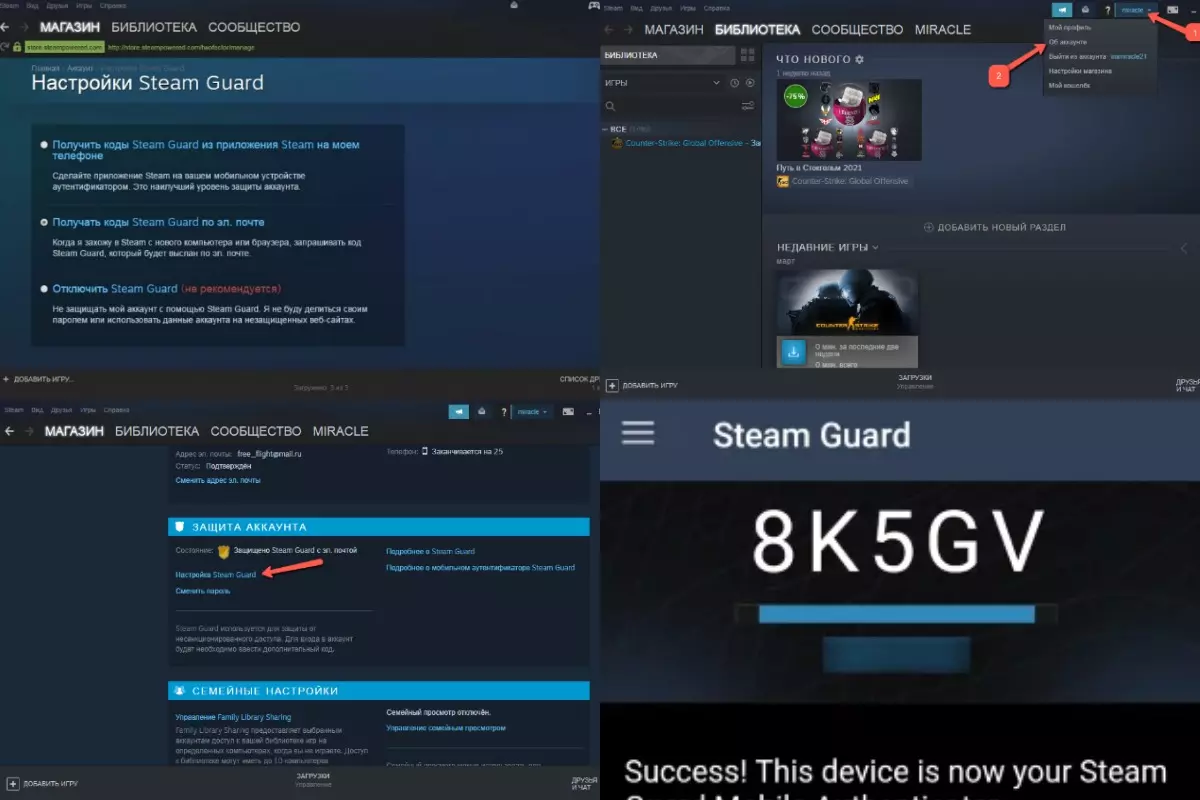 Steam Вид Друзья Игры Справка
МАГАЗИН БИБЛИОТЕКА СООБЩЕСТВО
store.steampowered.com http://store.steampowered.com/twofactor/manage
Главная Аккаунт
Настройки Steam Guard
Получить коды Steam Guard из приложения Steam на моем
телефоне
Сделайте приложение Steam на вашем мобильном устройстве
аутентификатором. Это наилучший уровень защиты аккаунта.
Получать коды Steam Guard по эл. почте
Когда я захожу в Steam с нового компьютера или браузера, запрашивать код
Steam Guard, который будет выслан по эл. почте.
Отключить Steam Guard (не рекомендуется)
Не защищать мой аккаунт с помощью Steam Guard. Я не буду делиться своим
паролем или использовать данные аккаунта на незащищенных веб-сайтах.
+ ДОБАВИТЬ ИГРУ...
СПИСОК ДР
Steam Вид Друзья Игры Справка
? miracle
1
МАГАЗИН БИБЛИОТЕКА СООБЩЕСТВО MIRACLE
Мой профиль
Об аккаунте
Выйти из аккаунта
Настройки магазина
Мой кошелёк
2
БИБЛИОТЕКА
ИГРЫ
ВСЕ
Counter-Strike: Global Offensive - За
ЧТО НОВОГО
1 неделю назад
-75%
Путь в Стокгольм 2021
Counter-Strike: Global Offensive
ДОБАВИТЬ НОВЫЙ РАЗДЕЛ
НЕДАВНИЕ ИГРЫ
март
COUNTER STRIKE
0 мин. за последние две
недели
0 мин. всего
+ ДОБАВИТЬ ИГРУ
ЗАГРУЗКИ
Управление
ДРУЗЬЯ
И ЧАТ
Steam Вид Друзья Игры Справка
? miracle
МАГАЗИН БИБЛИОТЕКА СООБЩЕСТВО MIRACLE
Адрес эл. почты: free_flight@mail.ru
Статус: Подтверждён
Сменить адрес эл. почты
Телефон: Заканчивается на 25
ЗАЩИТА АККАУНТА
Состояние: Защищено Steam Guard с эл. почтой
Настройка Steam Guard
Сменить пароль
Подробнее о Steam Guard
Подробнее о мобильном аутентификаторе Steam Guard
Steam Guard используется для защиты от
несанкционированного доступа. Для входа в аккаунт
будет необходимо ввести дополнительный код.
СЕМЕЙНЫЕ НАСТРОЙКИ
Управление Family Library Sharing
Family Library Sharing предоставляет выбранным
аккаунтам доступ к вашей библиотеке игр на
определенных компьютерах, когда вы не играете. Доступ
к библиотеке могут иметь до 10 компьютеров
Семейный просмотр отключён.
Управление семейным просмотром
+ ДОБАВИТЬ ИГРУ
ЗАГРУЗКИ
Управление
ДРУЗЬЯ
И ЧАТ
Steam Guard
8K5GV
Success! This device is now your Steam
Guard Mobile Authenticator